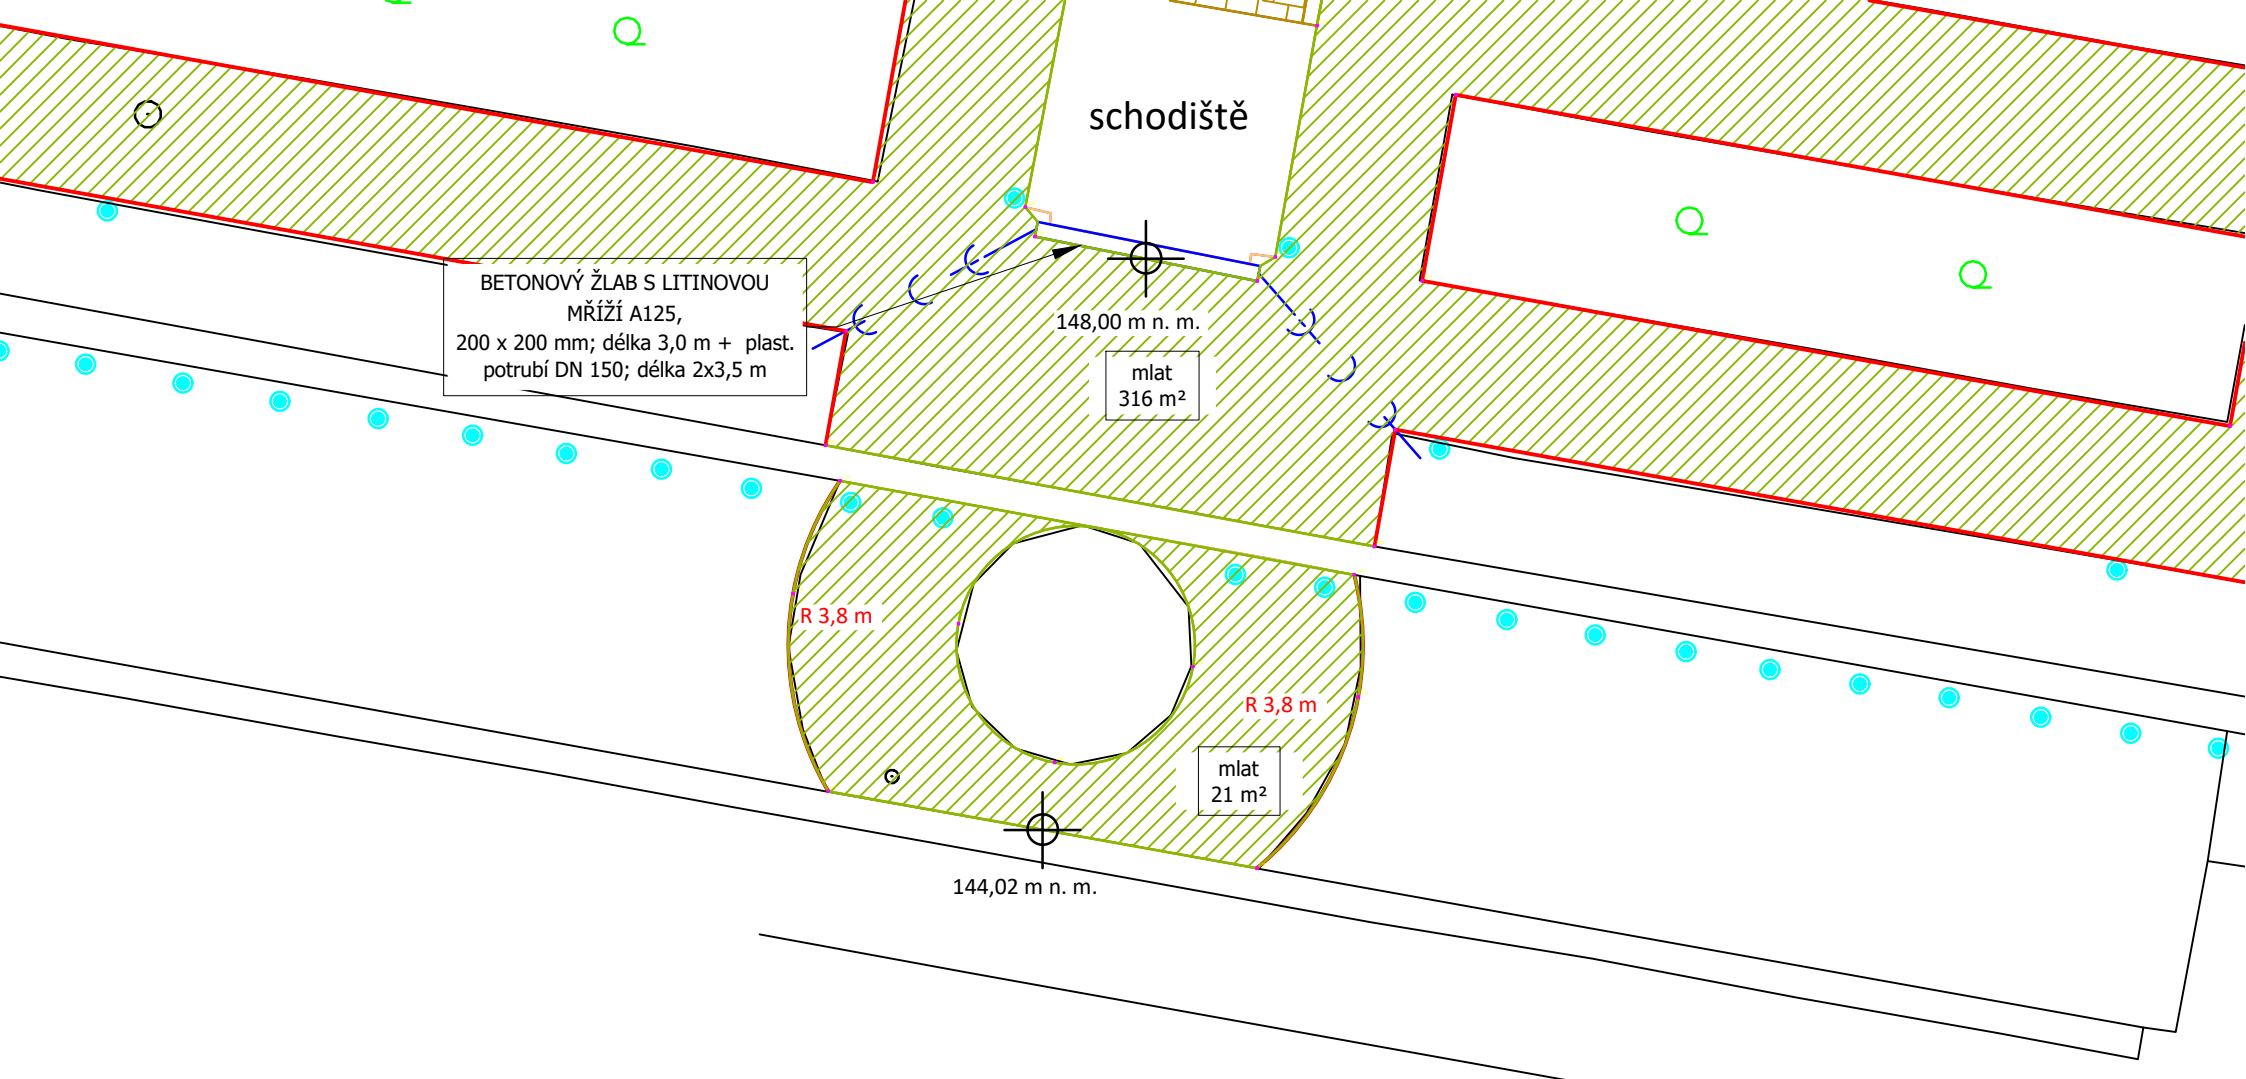 schodiště
BETONOVÝ ŽLAB S LITINOVOU
MŘÍŽÍ A125,
200 x 200 mm; délka 3,0 m + plast.
potrubí DN 150; délka 2x3,5 m
148,00 m n. m.
mlat
316 m²
R 3,8 m
R 3,8 m
mlat
21 m²
144,02 m n. m.